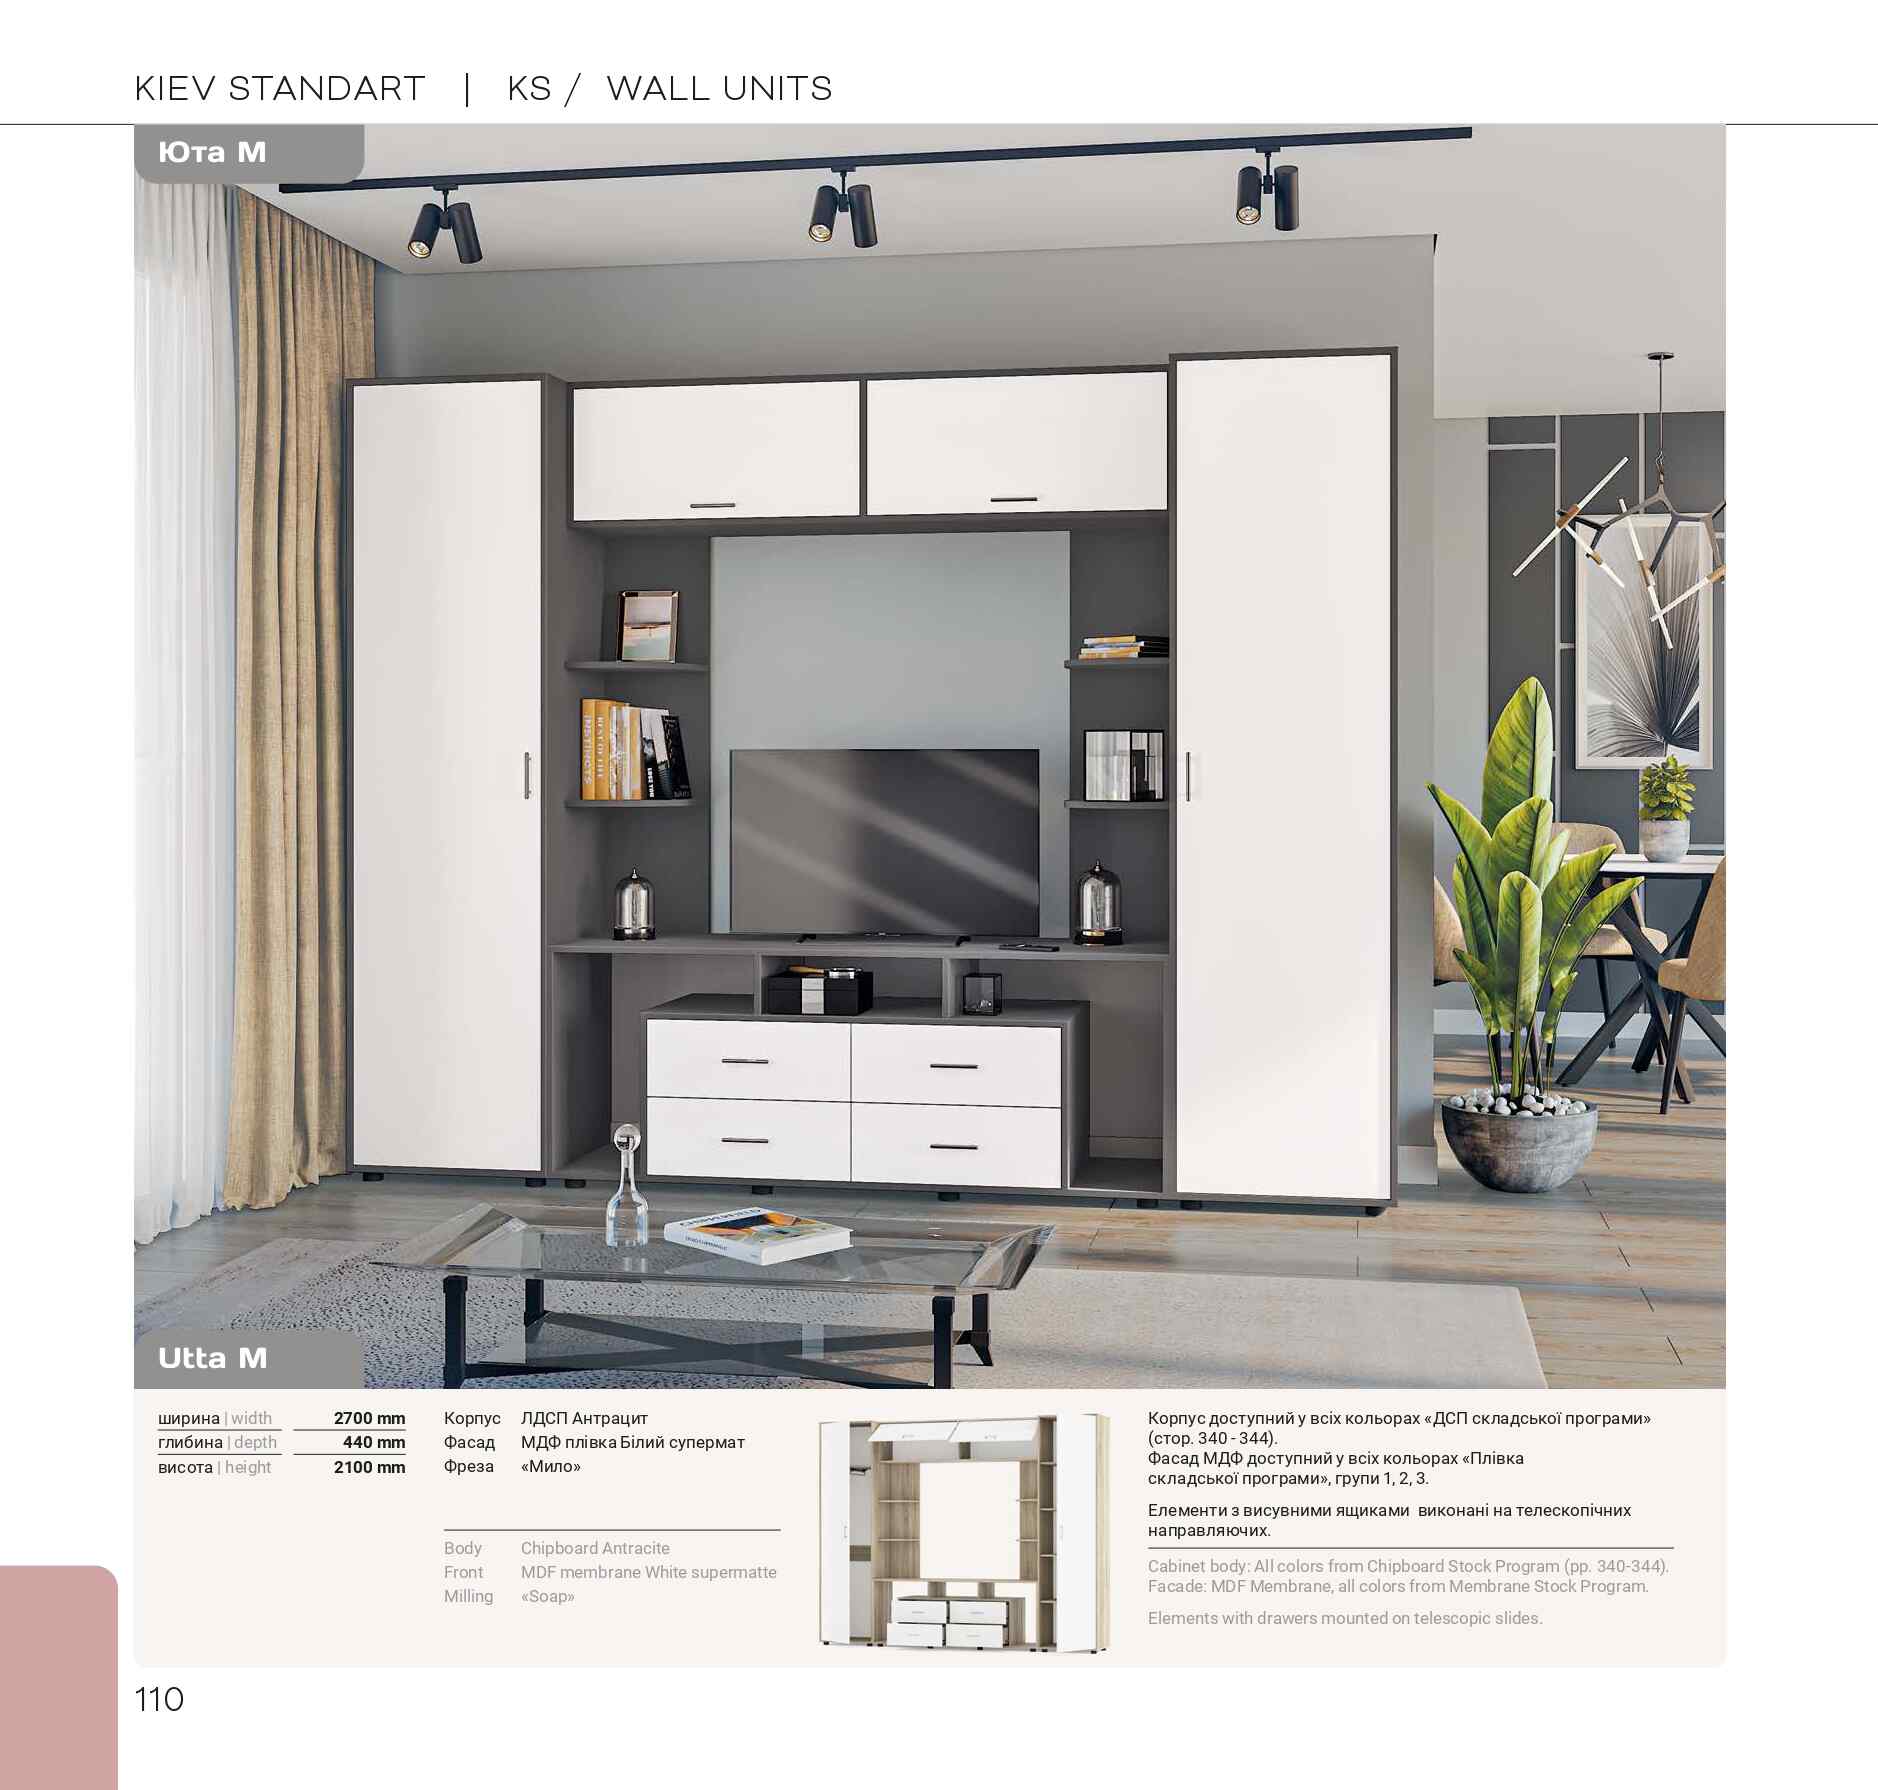 KIEV STANDART | KS / WALL UNITS
Юта М
Utta M
ширина | width 2700 mm
глибина | depth 440 mm
висота | height 2100 mm
Корпус ЛДСП Антрацит
Фасад МДФ плівка Білий супермат
Фреза «Мило»
Body Chipboard Antracite
Front MDF membrane White supermatte
Milling «Soap»
Корпус доступний у всіх кольорах «ДСП складської програми»
(стор. 340 - 344).
Фасад МДФ доступний у всіх кольорах «Плівка
складської програми», групи 1, 2, 3.
Елементи з висувними ящиками виконані на телескопічних
направляючих.
Cabinet body: All colors from Chipboard Stock Program (pp. 340-344).
Facade: MDF Membrane, all colors from Membrane Stock Program.
Elements with drawers mounted on telescopic slides.
110